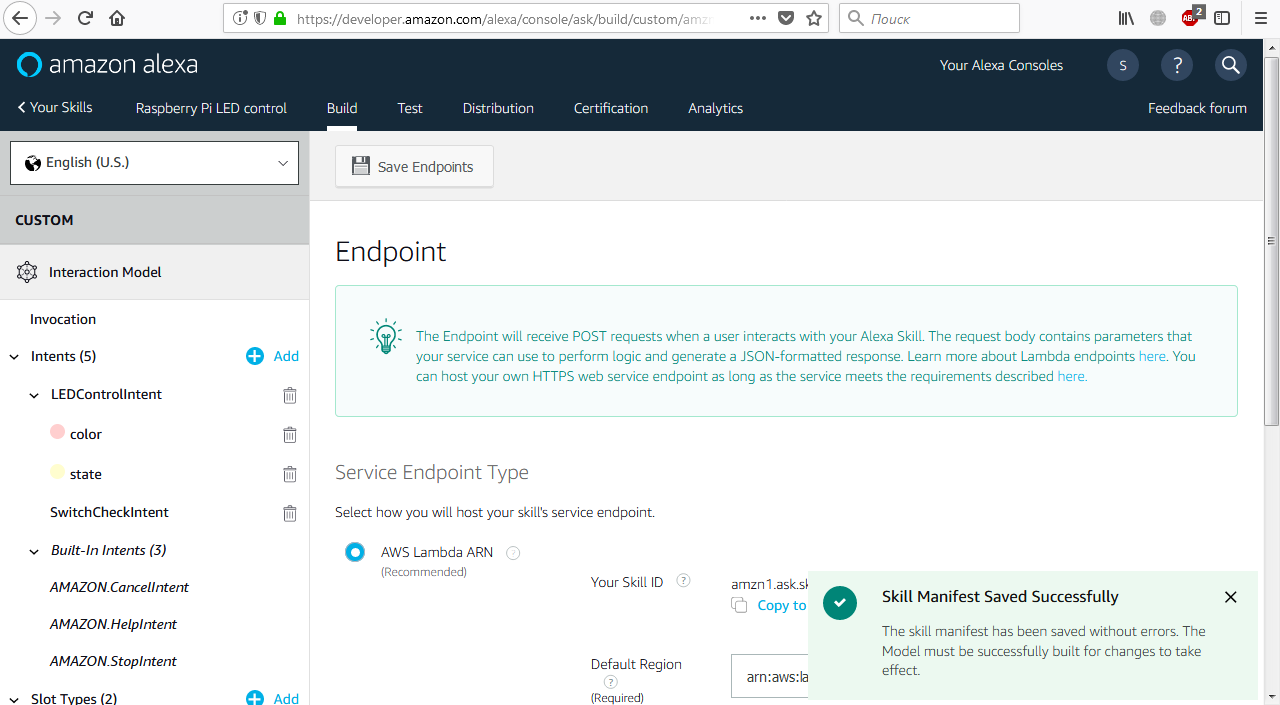 https://developer.amazon.com/alexa/console/ask/build/custom/amz
Поиск
2
amazon alexa
Your Alexa Consoles
S
?
Your Skills
Raspberry Pi LED control
Build
Test
Distribution
Certification
Analytics
Feedback forum
English (U.S.)
Save Endpoints
CUSTOM
Interaction Model
Invocation
Intents (5)
Add
LEDControlIntent
color
state
SwitchCheckIntent
Built-In Intents (3)
AMAZON.CancelIntent
AMAZON.HelpIntent
AMAZON.StopIntent
Slot Types (2)
Add
Endpoint
The Endpoint will receive POST requests when a user interacts with your Alexa Skill. The request body contains parameters that
your service can use to perform logic and generate a JSON-formatted response. Learn more about Lambda endpoints here. You
can host your own HTTPS web service endpoint as long as the service meets the requirements described here.
Service Endpoint Type
Select how you will host your skill's service endpoint.
AWS Lambda ARN ?
(Recommended)
Your Skill ID ?
amzn1.ask.sk
Copy to
Default Region
?
(Required)
arn:aws:la
Skill Manifest Saved Successfully
The skill manifest has been saved without errors. The
Model must be successfully built for changes to take
effect.